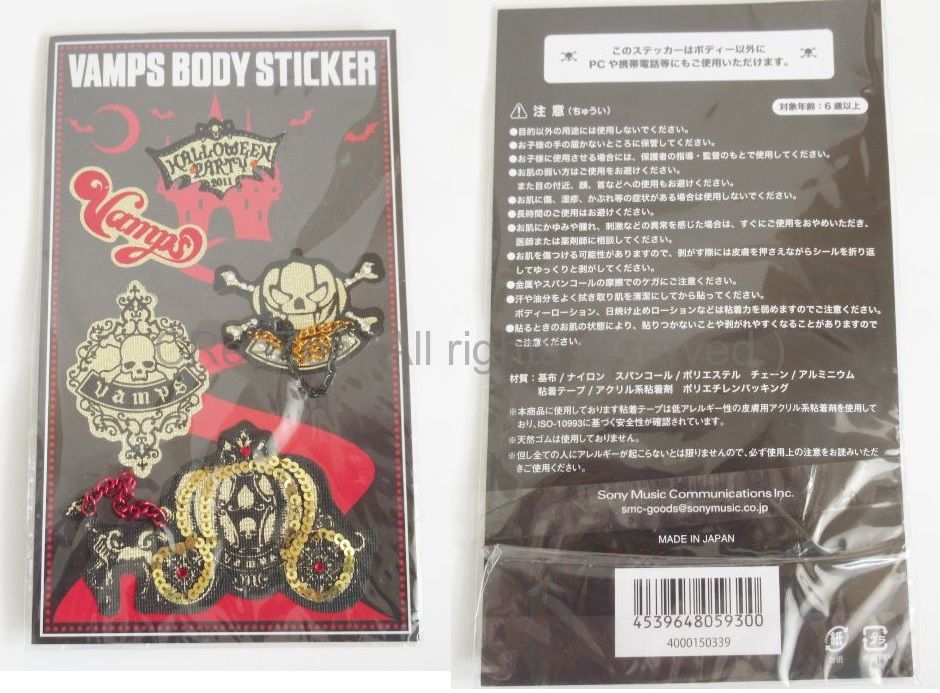 VAMPS BODY STICKER
HALLOWEEN
PARTY
2011
Vamps
vamps
このステッカーはボディー以外に
PCや携帯電話等にもご使用いただけます。
注意(ちゅうい)
対象年齢:6歳以上
●目的以外の用途には使用しないでください。
●お子様の手の届かないところに保管してください。
●お子様に使用させる場合には、保護者の指導・監督のもとで使用してください。
●お肌の弱い方はご使用をお避けください。
また目の付近、顔、首などへの使用もお避けください。
●お肌に傷、湿疹、かぶれ等の症状がある場合は使用しないでください。
●長時間のご使用はお避けください。
●お肌にかゆみや腫れ、刺激などの異常を感じた場合は、すぐにご使用をおやめいただき、
医師または薬剤師に相談してください。
●お肌を傷つける可能性がありますので、剥がす際には皮膚を押さえながらシールを折り返
してゆっくりと剥がしてください。
●金属やスパンコールの摩擦でのケガにご注意ください。
●汗や油分をよく拭き取り肌を清潔にしてから貼ってください。
ボディーローション、日焼け止めローションなどは粘着力を弱めますのでご注意ください。
●貼るときのお肌の状態により、貼りつかないことや剥がれやすくなることがありますので
ご注意ください。
材質:基布/ナイロン スパンコール/ポリエステル チェーン/アルミニウム
粘着テープ/アクリル系粘着剤 ポリエチレンパッキング
※本商品に使用しております粘着テープは低アレルギー性の皮膚用アクリル系粘着剤を使用して
おり、ISO-10993に基づく安全性が確認されています。
※天然ゴムは使用しておりません。
※但し全ての人にアレルギーが起こらないとは限りませんので、必ず使用上の注意をお読みいただ
きご使用ください。
Sony Music Communications Inc.
smc-goods@sonymusic.co.jp
MADE IN JAPAN
4539648059300
4000150339
台紙
外装:PP
All rights reserved.)